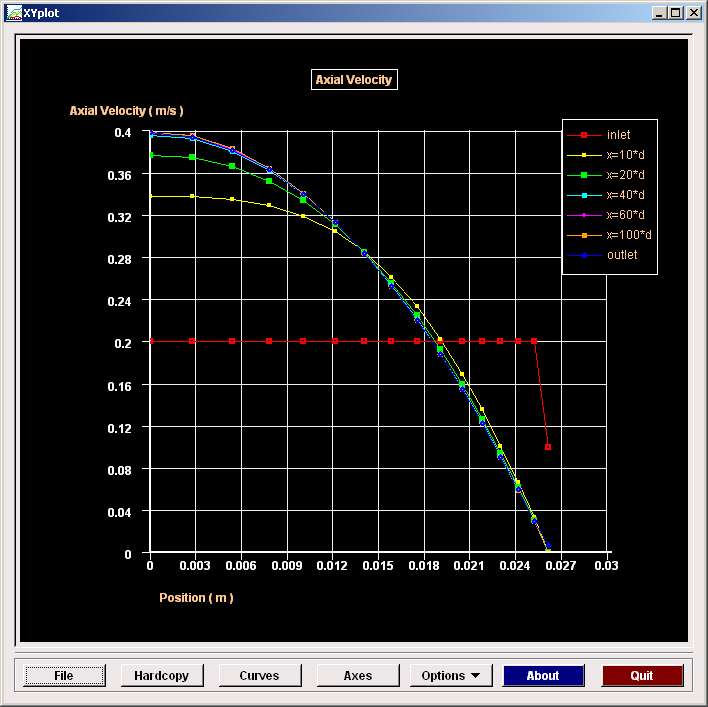 XYplot
Axial Velocity
Axial Velocity ( m/s )
inlet
x=10*d
x=20*d
x=40*d
x=60*d
x=100*d
outlet
0.4
0.36
0.32
0.28
0.24
0.2
0.16
0.12
0.08
0.04
0
0 0.003 0.006 0.009 0.012 0.015 0.018 0.021 0.024 0.027 0.03
Position ( m )
File Hardcopy Curves Axes Options About Quit